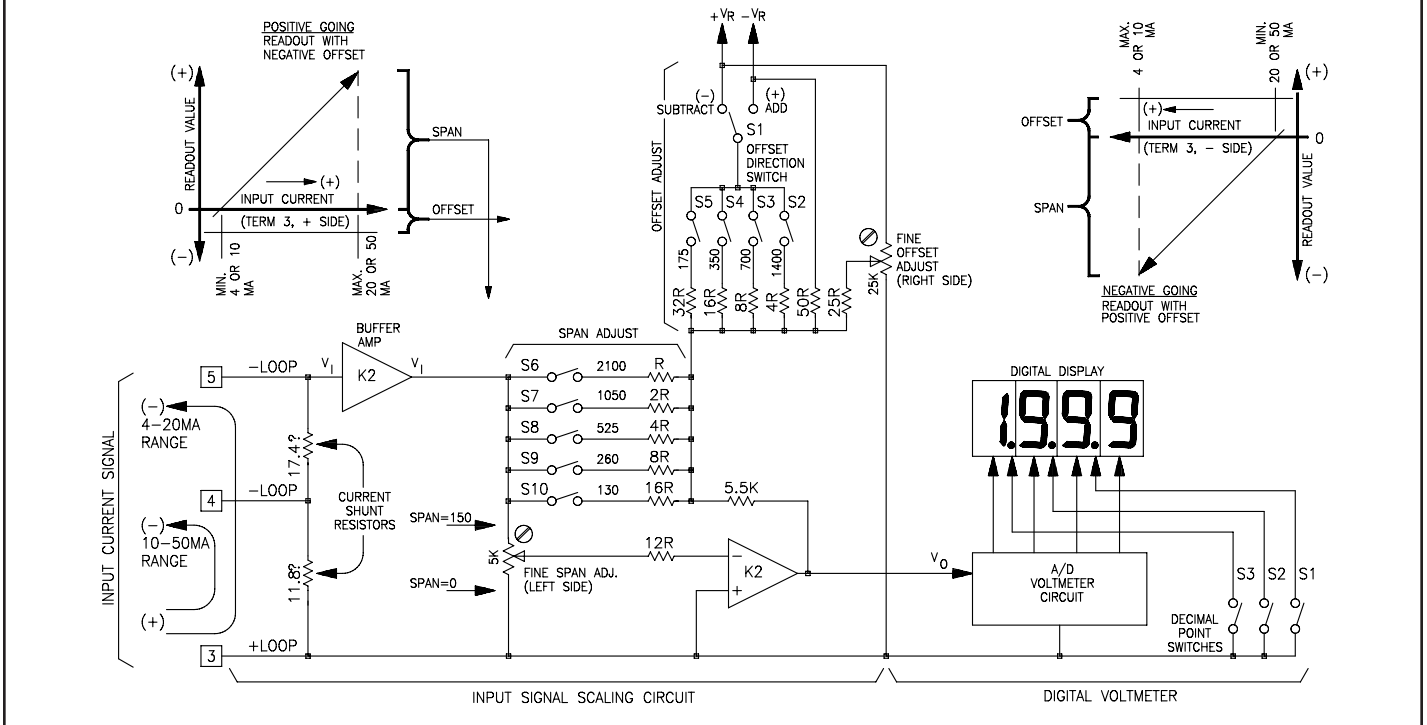 POSITIVE GOING
READOUT WITH
NEGATIVE OFFSET
(+)
READOUT VALUE
0
(−)
(+)
INPUT CURRENT
(TERM 3, + SIDE)
MIN.
4 OR 10
MA
MAX.
20 OR 50
MA
SPAN
OFFSET
+VR −VR
OFFSET ADJUST
(−)
SUBTRACT
(+)
ADD
S1
OFFSET
DIRECTION
SWITCH
S5 S4 S3 S2
175 350 700 1400
32R 16R 8R 4R 50R 25R
25K
FINE
OFFSET
ADJUST
(RIGHT SIDE)
MAX.
4 OR 10
MA
MIN.
20 OR 50
MA
(+)
OFFSET
(+)
INPUT CURRENT
(TERM 3, − SIDE)
0
SPAN
READOUT VALUE
(−)
NEGATIVE GOING
READOUT WITH
POSITIVE OFFSET
INPUT CURRENT SIGNAL
5
−LOOP
(−)
4−20MA
RANGE
4
−LOOP
(−)
10−50MA
RANGE
(+)
3
+LOOP
17.4?
11.8?
CURRENT
SHUNT
RESISTORS
BUFFER
AMP
VI
K2
VI
SPAN ADJUST
S6 2100 R
S7 1050 2R
S8 525 4R
S9 260 8R
S10 130 16R
5.5K
SPAN=150
5K
12R
SPAN=0
FINE SPAN ADJ.
(LEFT SIDE)
−
K2
+
VO
DIGITAL DISPLAY
1.9.9.9
A/D
VOLTMETER
CIRCUIT
S3 S2 S1
DECIMAL
POINT
SWITCHES
INPUT SIGNAL SCALING CIRCUIT
DIGITAL VOLTMETER